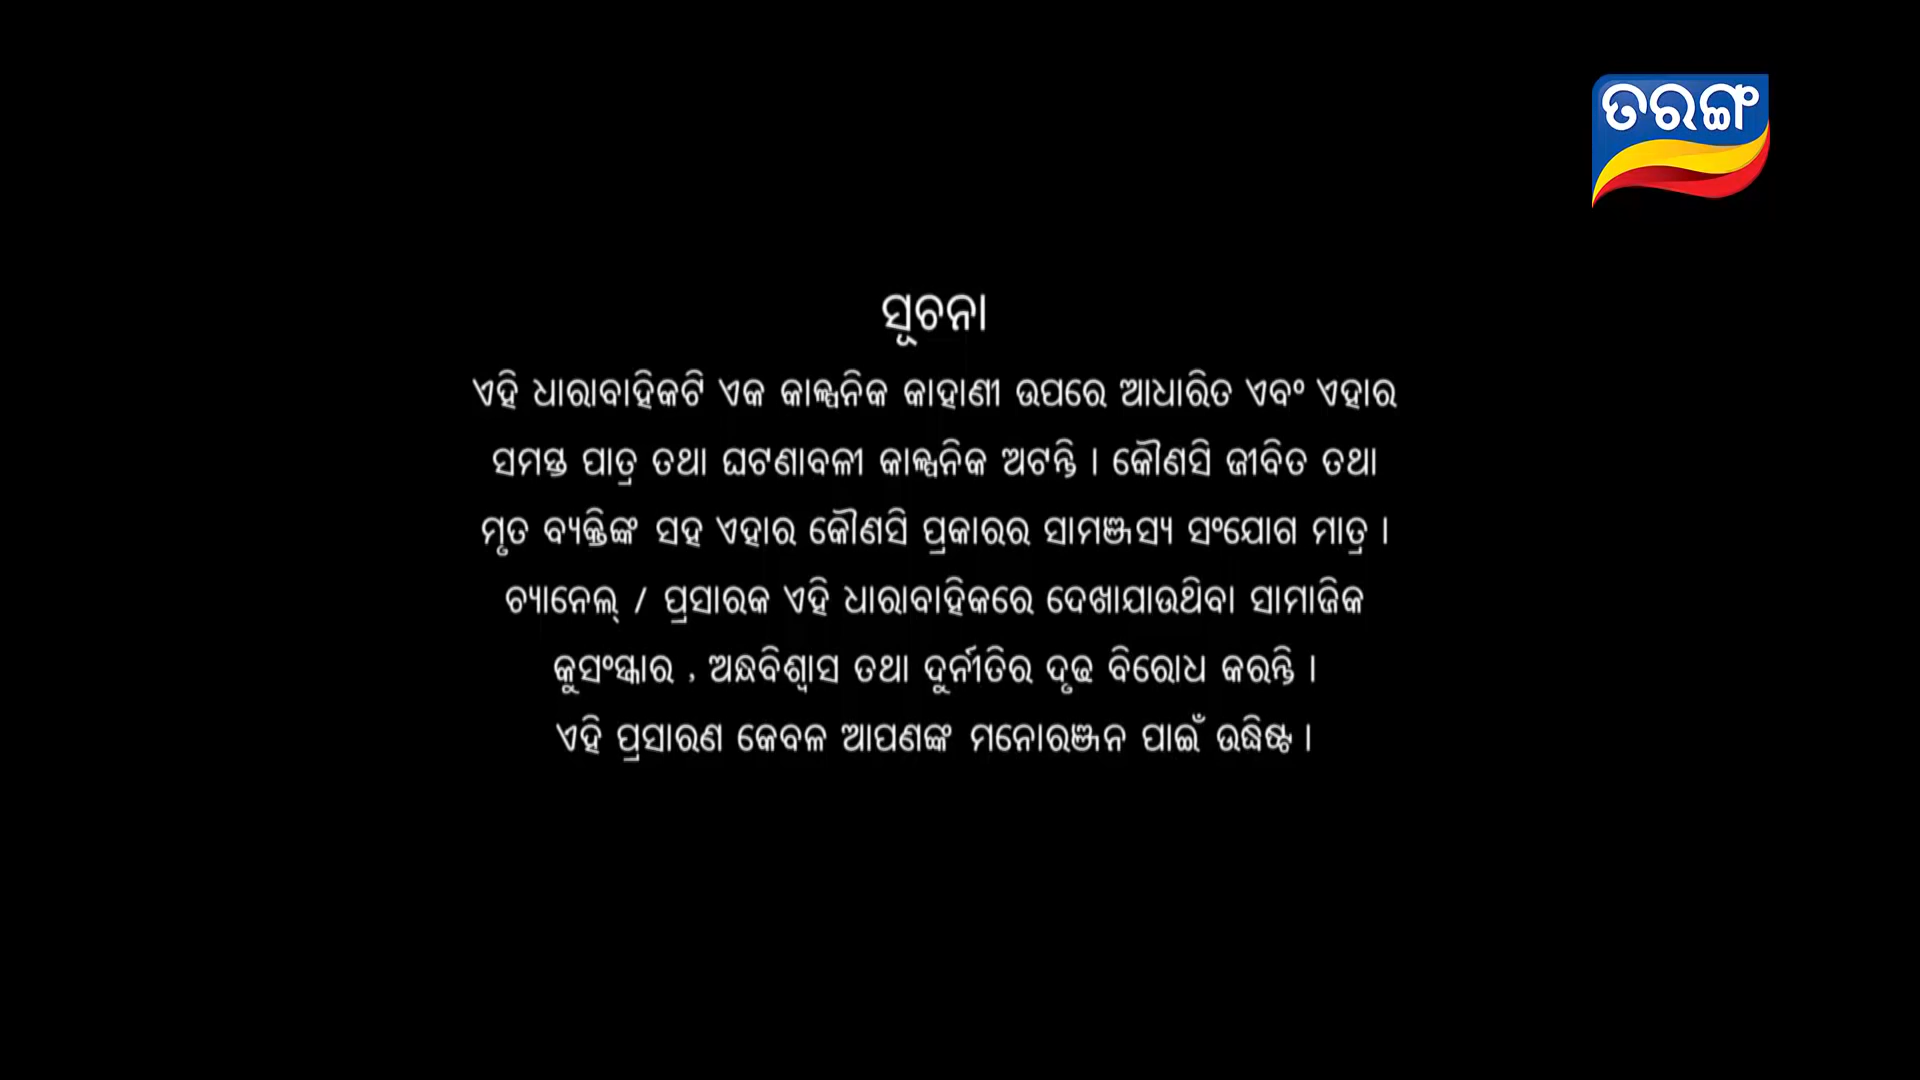 ତରଙ୍ଗ
ସୂଚନା
ଏହି ଧାରାବାହିକଟି ଏକ କାଳ୍ପନିକ କାହାଣୀ ଉପରେ ଆଧାରିତ ଏବଂ ଏହାର
ସମସ୍ତ ପାତ୍ର ତଥା ଘଟଣାବଳୀ କାଳ୍ପନିକ ଅଟନ୍ତି । କୌଣସି ଜୀବିତ ତଥା
ମୃତ ବ୍ୟକ୍ତିଙ୍କ ସହ ଏହାର କୌଣସି ପ୍ରକାରର ସାମଞ୍ଜସ୍ୟ ସଂଯୋଗ ମାତ୍ର ।
ଚ୍ୟାନେଲ୍ / ପ୍ରସାରକ ଏହି ଧାରାବାହିକରେ ଦେଖାଯାଉଥିବା ସାମାଜିକ
କୁସଂସ୍କାର , ଅନ୍ଧବିଶ୍ୱାସ ତଥା ଦୁର୍ନୀତିର ଦୃଢ ବିରୋଧ କରନ୍ତି ।
ଏହି ପ୍ରସାରଣ କେବଳ ଆପଣଙ୍କ ମନୋରଞ୍ଜନ ପାଇଁ ଉଦ୍ଧିଷ୍ଟ ।